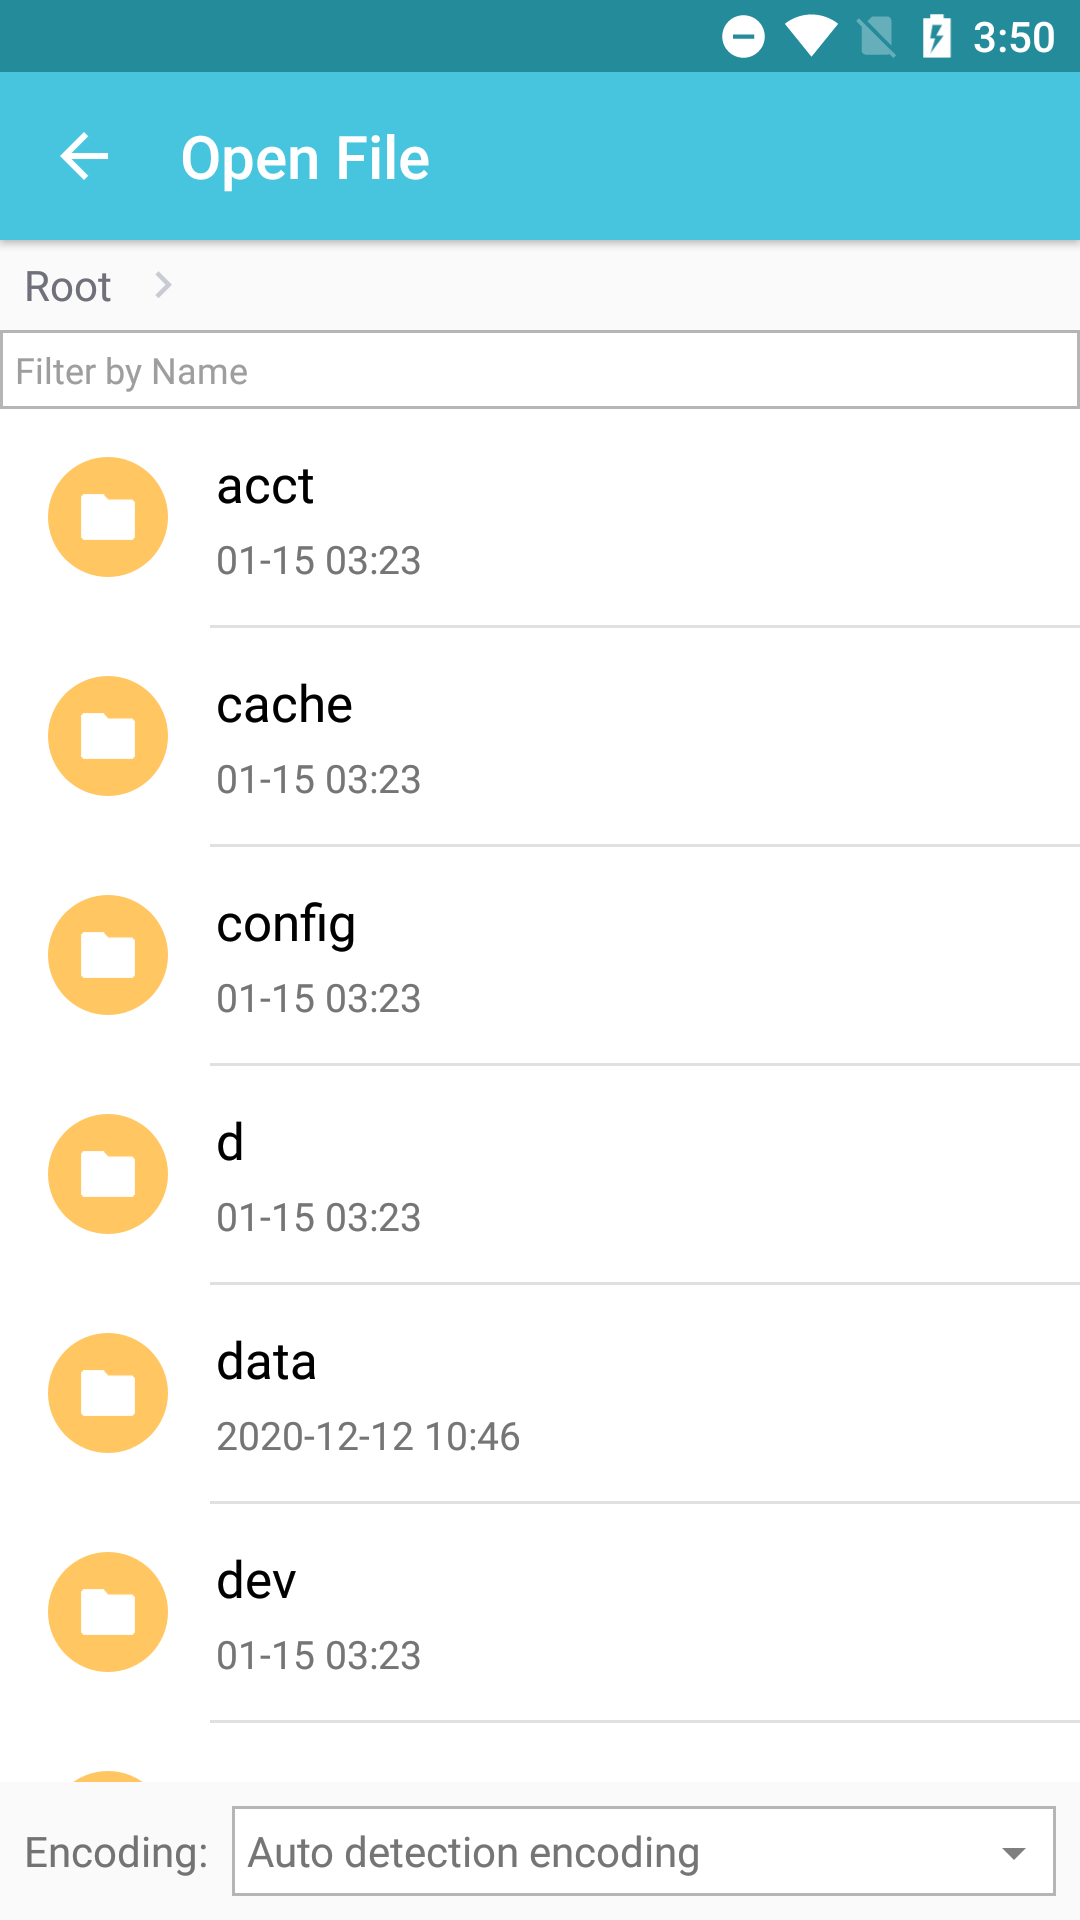 3:50
Open File
Root
Filter by Name
acct
01-15 03:23
cache
01-15 03:23
config
01-15 03:23
d
01-15 03:23
data
2020-12-12 10:46
dev
01-15 03:23
Encoding: Auto detection encoding